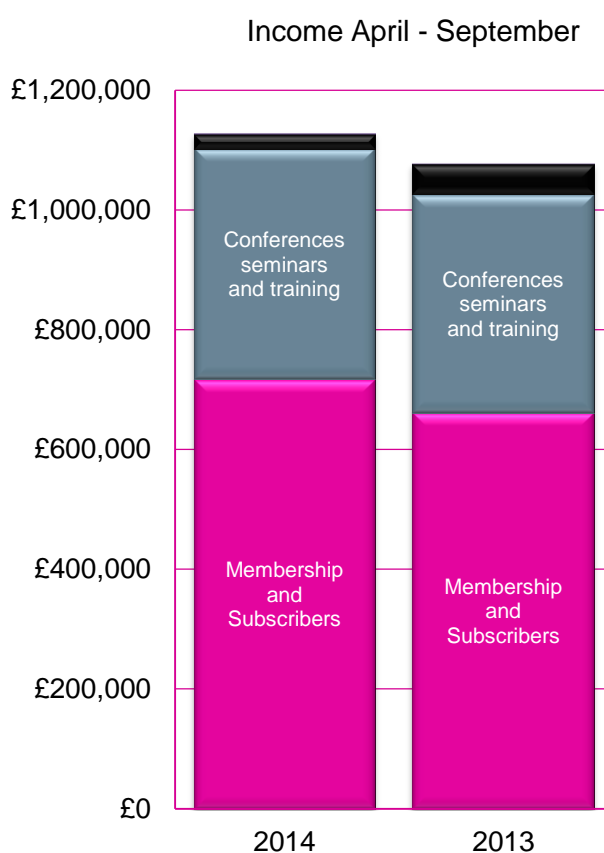 Income April - September
£1,200,000
£1,000,000
£800,000
£600,000
£400,000
£200,000
£0
Conferences
seminars
and training
Membership
and
Subscribers
Conferences
seminars
and training
Membership
and
Subscribers
2014
2013